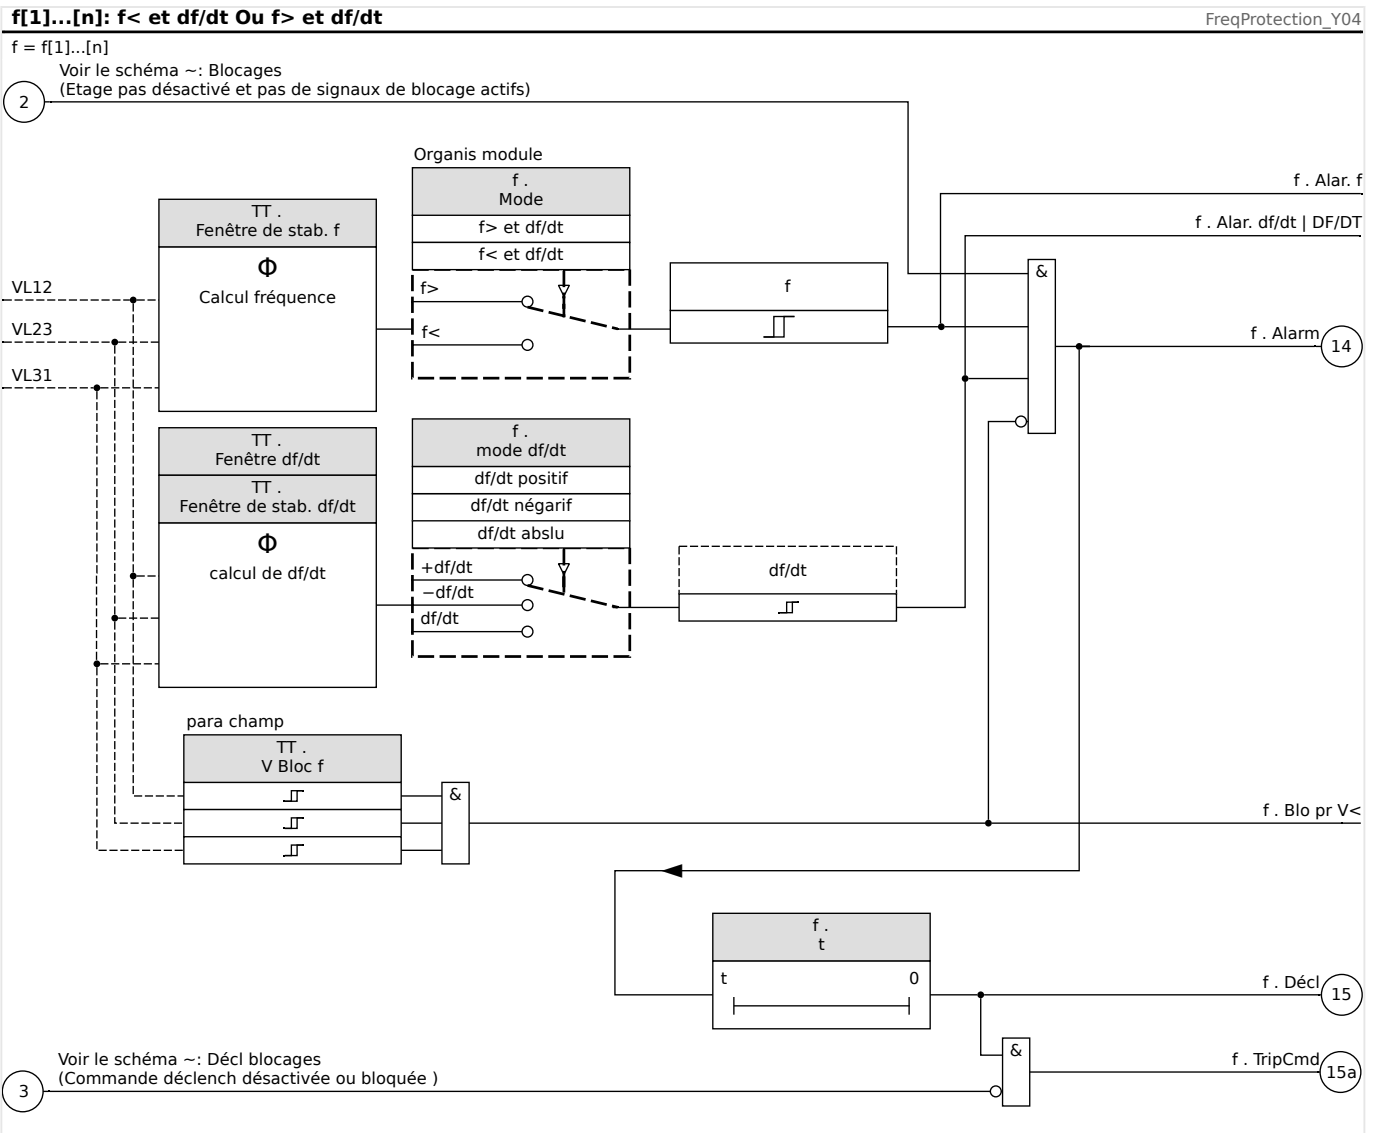 f[1]...[n]: f< et df/dt Ou f> et df/dt
FreqProtection_Y04
f = f[1]...[n]
Voir le schéma ~: Blocages
(Etage pas désactivé et pas de signaux de blocage actifs)
2
Organis module
f .
Mode
f> et df/dt
f< et df/dt
f>
f<
TT .
Fenêtre de stab. f
Φ
Calcul fréquence
VL12
VL23
VL31
f
f . Alar. f
f . Alar. df/dt | DF/DT
&
f . Alarm
14
TT .
Fenêtre df/dt
TT .
Fenêtre de stab. df/dt
Φ
calcul de df/dt
f .
mode df/dt
df/dt positif
df/dt négarif
df/dt abslu
+df/dt
−df/dt
df/dt
df/dt
para champ
TT .
V Bloc f
&
f . Blo pr V<
f .
t
t 0
f . Décl
15
Voir le schéma ~: Décl blocages
(Commande déclench désactivée ou bloquée )
3
&
f . TripCmd
15a